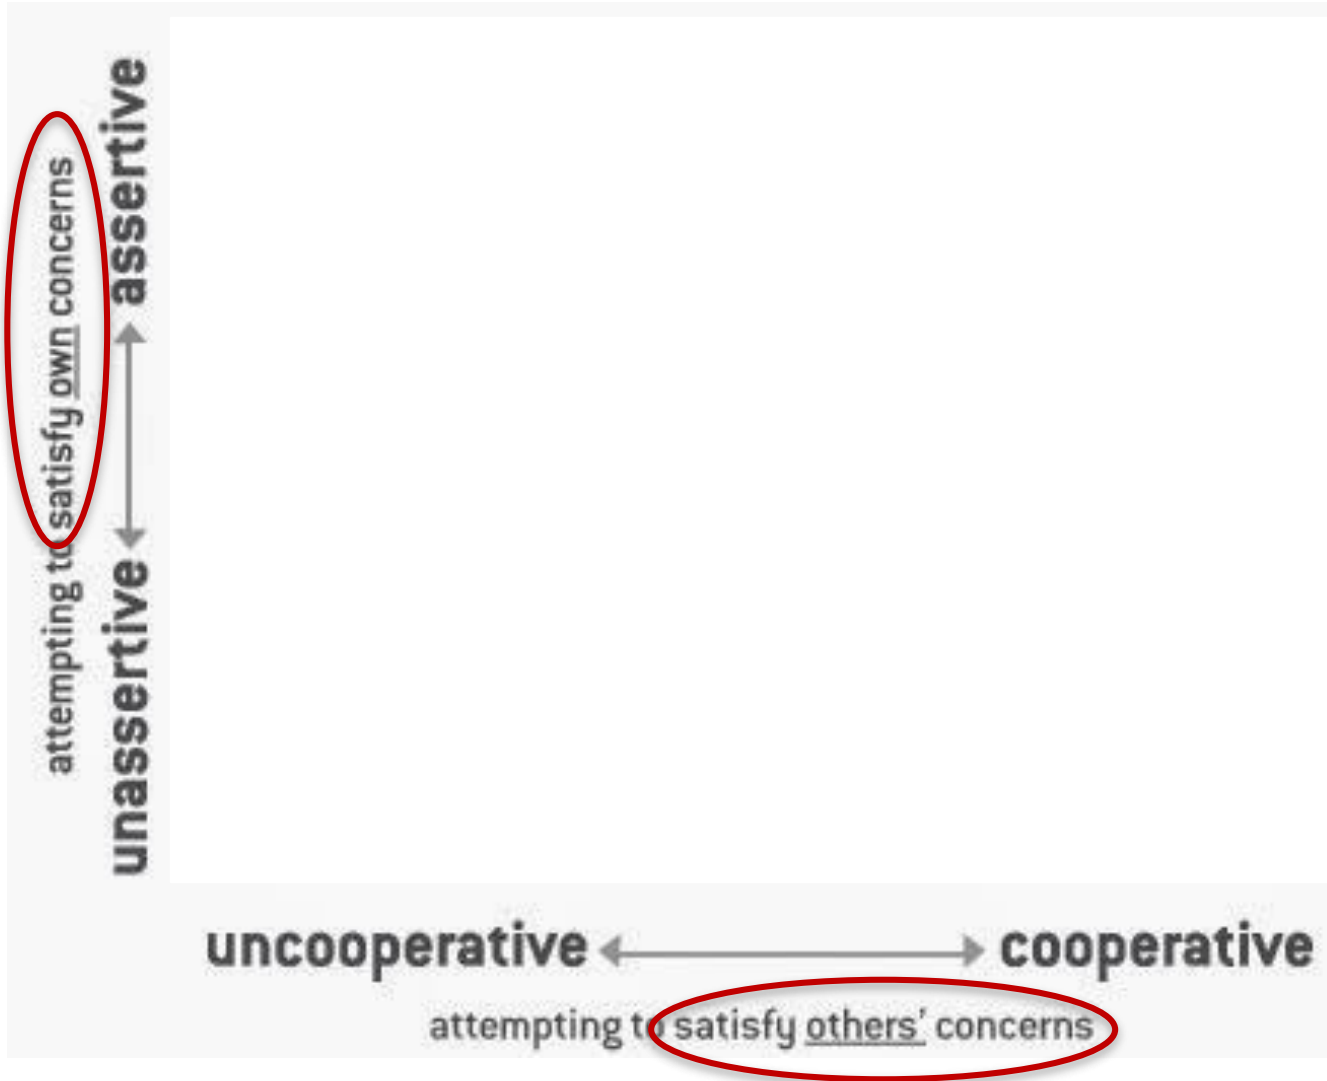 attempting to satisfy own concerns
unassertive
assertive
uncooperative
cooperative
attempting to satisfy others' concerns